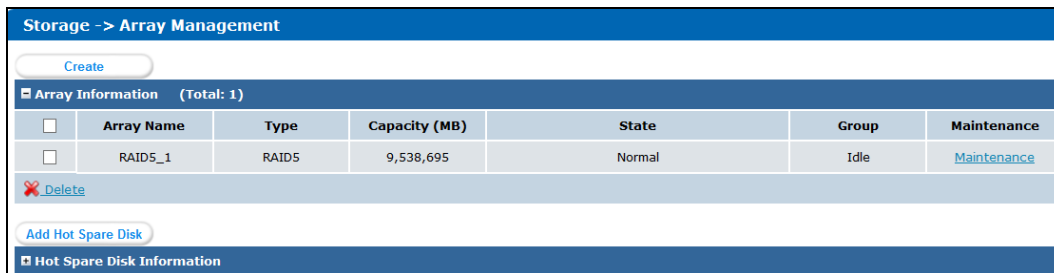 Storage -> Array Management
Create
Array Information (Total: 1)
Array Name Type Capacity (MB) State Group Maintenance
RAID5_1 RAID5 9,538,695 Normal Idle Maintenance
Delete
Add Hot Spare Disk
Hot Spare Disk Information